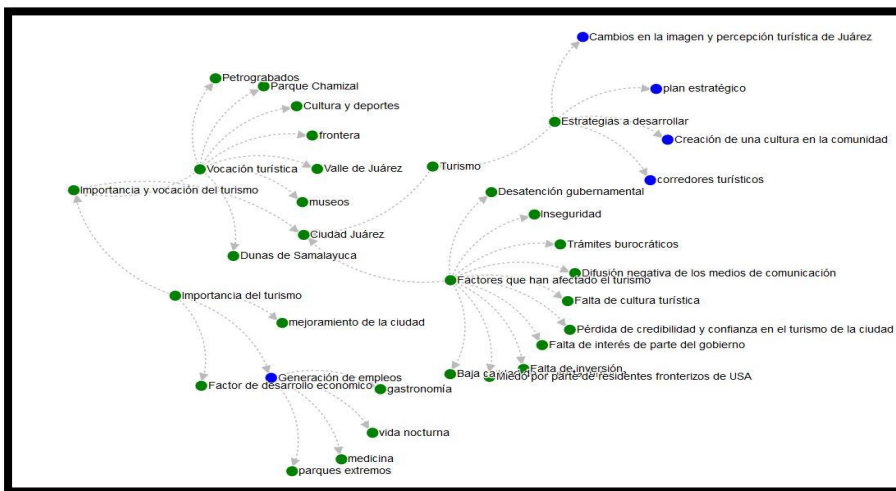 Cambios en la imagen y percepción turística de Juárez
Petrograbados
Parque Chamizal
plan estratégico
Cultura y deportes
Estrategias a desarrollar
frontera
Creación de una cultura en la comunidad
Vocación turística
Valle de Juárez
Turismo
corredores turísticos
Importancia y vocación del turismo
Desatención gubernamental
museos
Inseguridad
Ciudad Juárez
Trámites burocráticos
Dunas de Samalayuca
Difusión negativa de los medios de comunicación
Factores que han afectado el turismo
Importancia del turismo
Falta de cultura turística
mejoramiento de la ciudad
Pérdida de credibilidad y confianza en el turismo de la ciudad
Falta de interés de parte del gobierno
Falta de inversión
Generación de empleos
Baja
Miedo por parte de residentes fronterizos de USA
Factor de desarrollo económico
gastronomía
vida nocturna
medicina
parques extremos